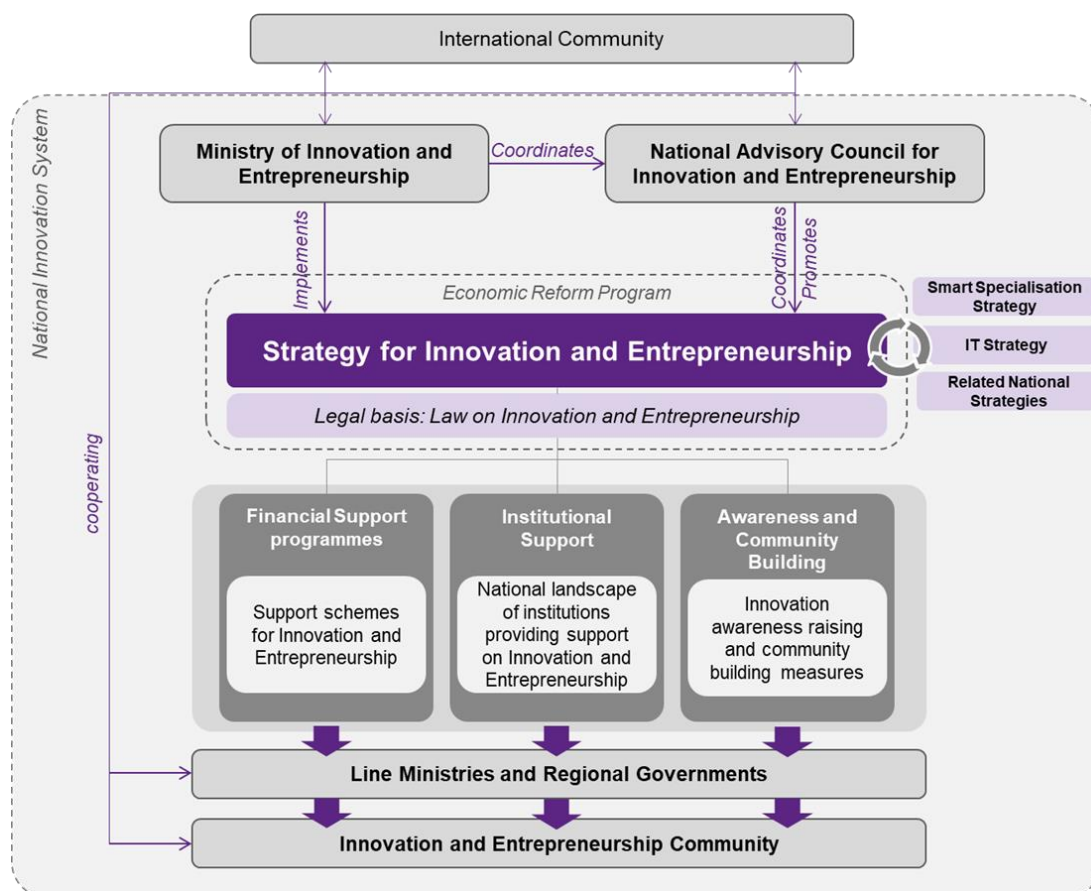 International Community
National Innovation System
Ministry of Innovation and
Entrepreneurship
Coordinates
National Advisory Council for
Innovation and Entrepreneurship
Implements
Coordinates
Promotes
Economic Reform Program
Smart Specialisation
Strategy
Strategy for Innovation and Entrepreneurship
IT Strategy
Related National
Strategies
Legal basis: Law on Innovation and Entrepreneurship
cooperating
Financial Support
programmes
Support schemes
for Innovation and
Entrepreneurship
Institutional
Support
National landscape
of institutions
providing support
on Innovation and
Entrepreneurship
Awareness and
Community
Building
Innovation
awareness raising
and community
building measures
Line Ministries and Regional Governments
Innovation and Entrepreneurship Community